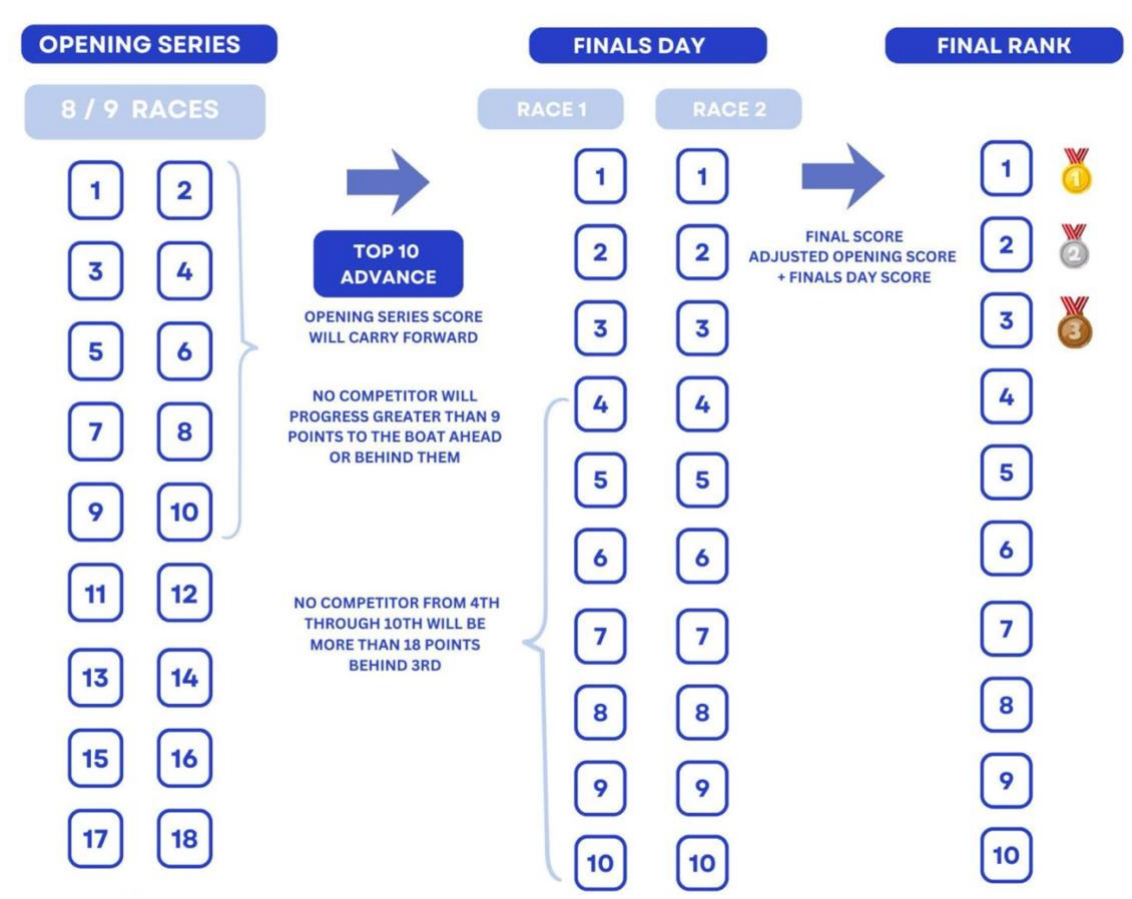 OPENING SERIES
8 / 9 RACES
1 2
3 4
5 6
7 8
9 10
11 12
13 14
15 16
17 18
TOP 10
ADVANCE
OPENING SERIES SCORE
WILL CARRY FORWARD
NO COMPETITOR WILL
PROGRESS GREATER THAN 9
POINTS TO THE BOAT AHEAD
OR BEHIND THEM
NO COMPETITOR FROM 4TH
THROUGH 10TH WILL BE
MORE THAN 18 POINTS
BEHIND 3RD
FINALS DAY
RACE 1 RACE 2
1 1
2 2
3 3
4 4
5 5
6 6
7 7
8 8
9 9
10 10
FINAL SCORE
ADJUSTED OPENING SCORE
+ FINALS DAY SCORE
FINAL RANK
1 1
2 2
3 3
4
5
6
7
8
9
10